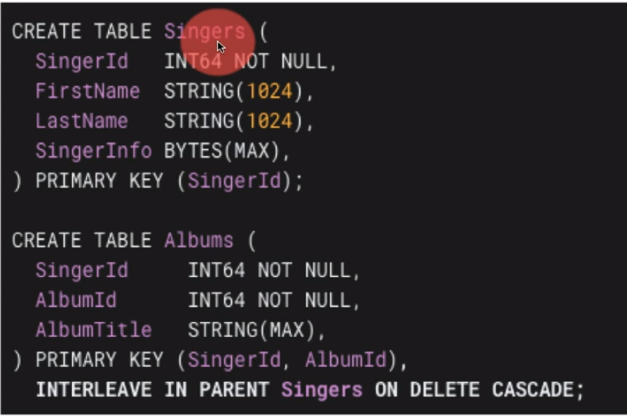 CREATE TABLE Singers (
  SingerId   INT64 NOT NULL,
  FirstName  STRING(1024),
  LastName   STRING(1024),
  SingerInfo BYTES(MAX),
) PRIMARY KEY (SingerId);

CREATE TABLE Albums (
  SingerId     INT64 NOT NULL,
  AlbumId      INT64 NOT NULL,
  AlbumTitle   STRING(MAX),
) PRIMARY KEY (SingerId, AlbumId),
  INTERLEAVE IN PARENT Singers ON DELETE CASCADE;